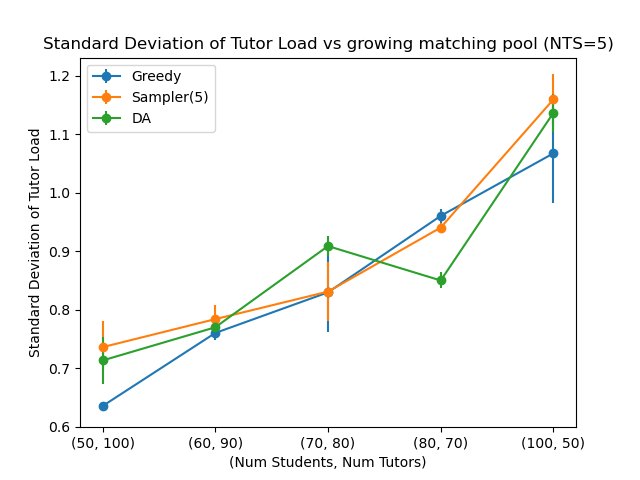 Standard Deviation of Tutor Load vs growing matching pool (NTS=5)
Greedy
Sampler(5)
DA
Standard Deviation of Tutor Load
1.2
1.1
1.0
0.9
0.8
0.7
0.6
(50, 100) (60, 90) (70, 80) (80, 70) (100, 50)
(Num Students, Num Tutors)